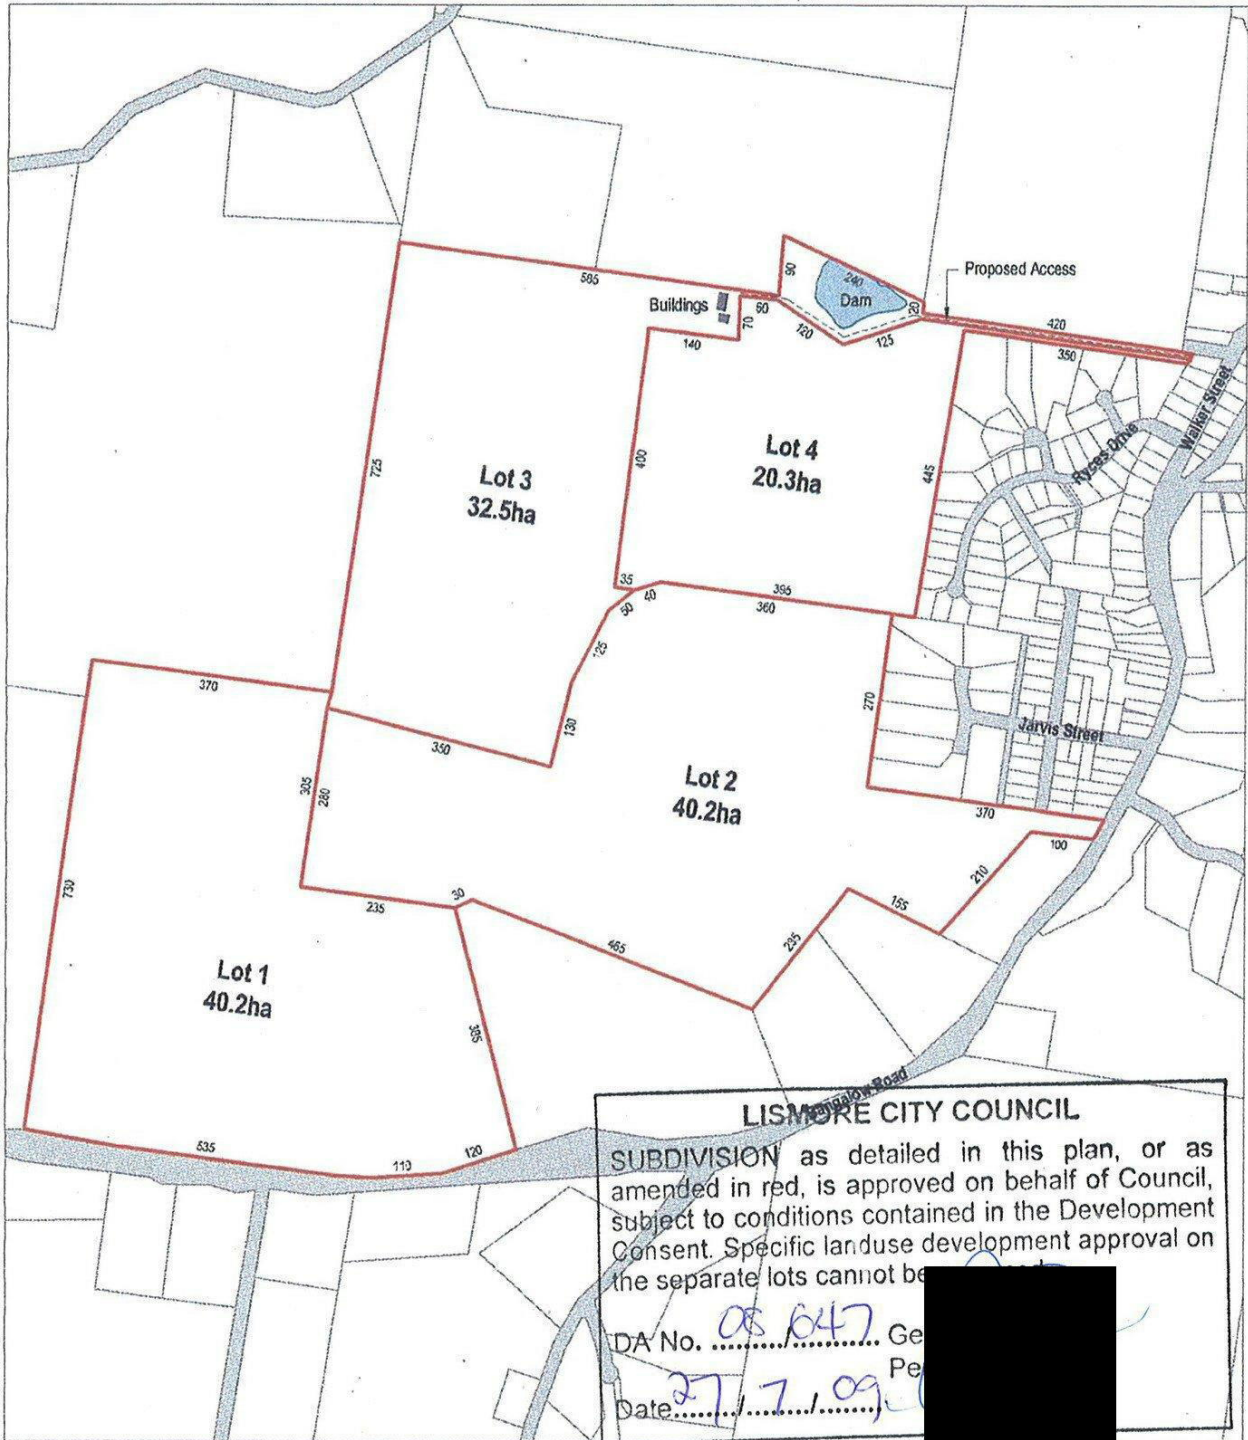 585
90
240
Dam
20
Proposed Access
420
350
Buildings
60
70
140
120
125
Walker Street
Ryces Drive
725
400
445
Lot 3
32.5ha
Lot 4
20.3ha
35
50
40
395
360
125
130
270
370
350
305
280
Jarvis Street
Lot 2
40.2ha
370
100
210
730
235
30
465
235
Lot 1
40.2ha
385
535
110
120
Bangalow Road
LISMORE CITY COUNCIL
SUBDIVISION as detailed in this plan, or as
amended in red, is approved on behalf of Council,
subject to conditions contained in the Development
Consent. Specific landuse development approval on
the separate lots cannot be
DA No. 08/647 Ge
Pe
Date 27/7/09